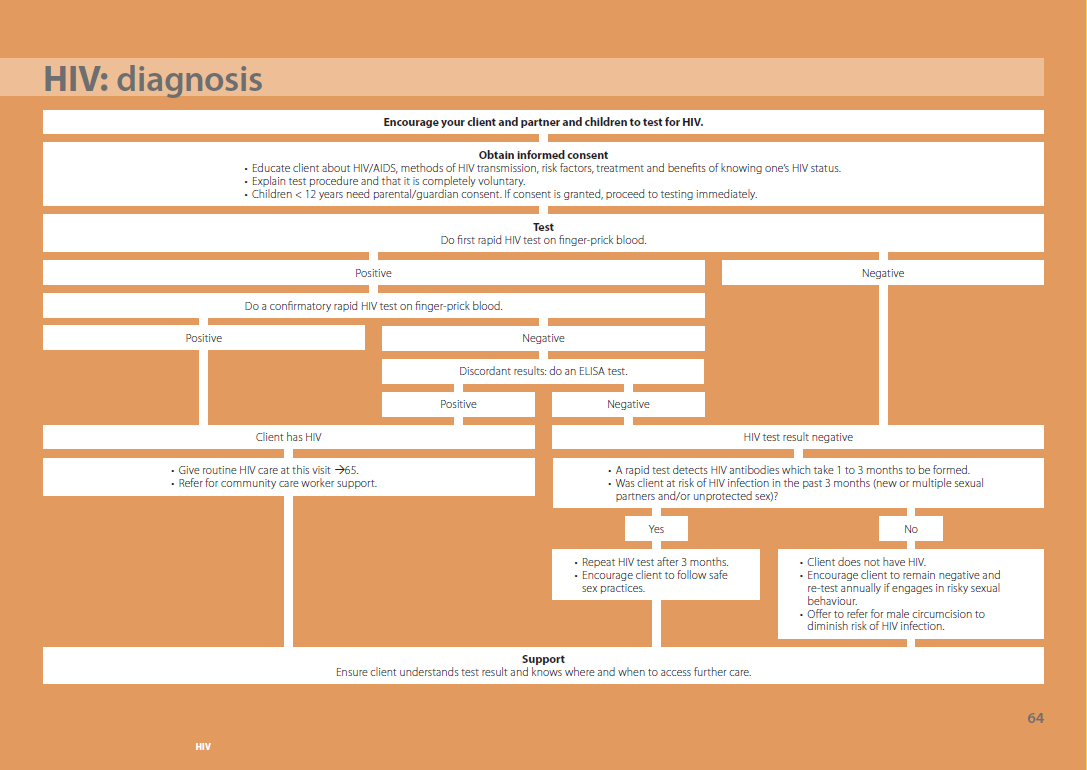 HIV: diagnosis
Encourage your client and partner and children to test for HIV.
Obtain informed consent
• Educate client about HIV/AIDS, methods of HIV transmission, risk factors, treatment and benefits of knowing one's HIV status.
• Explain test procedure and that it is completely voluntary.
• Children < 12 years need parental/guardian consent. If consent is granted, proceed to testing immediately.
Test
Do first rapid HIV test on finger-prick blood.
Positive
Negative
Do a confirmatory rapid HIV test on finger-prick blood.
Positive
Negative
Discordant results: do an ELISA test.
Positive
Negative
Client has HIV
HIV test result negative
• Give routine HIV care at this visit →65.
• Refer for community care worker support.
• A rapid test detects HIV antibodies which take 1 to 3 months to be formed.
• Was client at risk of HIV infection in the past 3 months (new or multiple sexual
partners and/or unprotected sex)?
Yes
No
• Repeat HIV test after 3 months.
• Encourage client to follow safe
sex practices.
• Client does not have HIV.
• Encourage client to remain negative and
re-test annually if engages in risky sexual
behaviour.
• Offer to refer for male circumcision to
diminish risk of HIV infection.
Support
Ensure client understands test result and knows where and when to access further care.
64
HIV